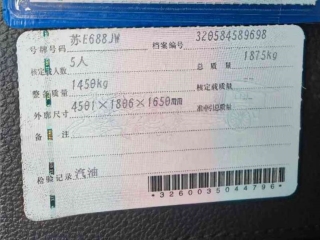 号牌号码 苏E688JW 档案编号 320584589698
核定载人数 5人 总质量 1875kg
整备质量 1450kg 核定载质量
外廓尺寸 4501×1806×1650mm 准牵引总质量
备注
检验记录 汽油
*3260035044796*